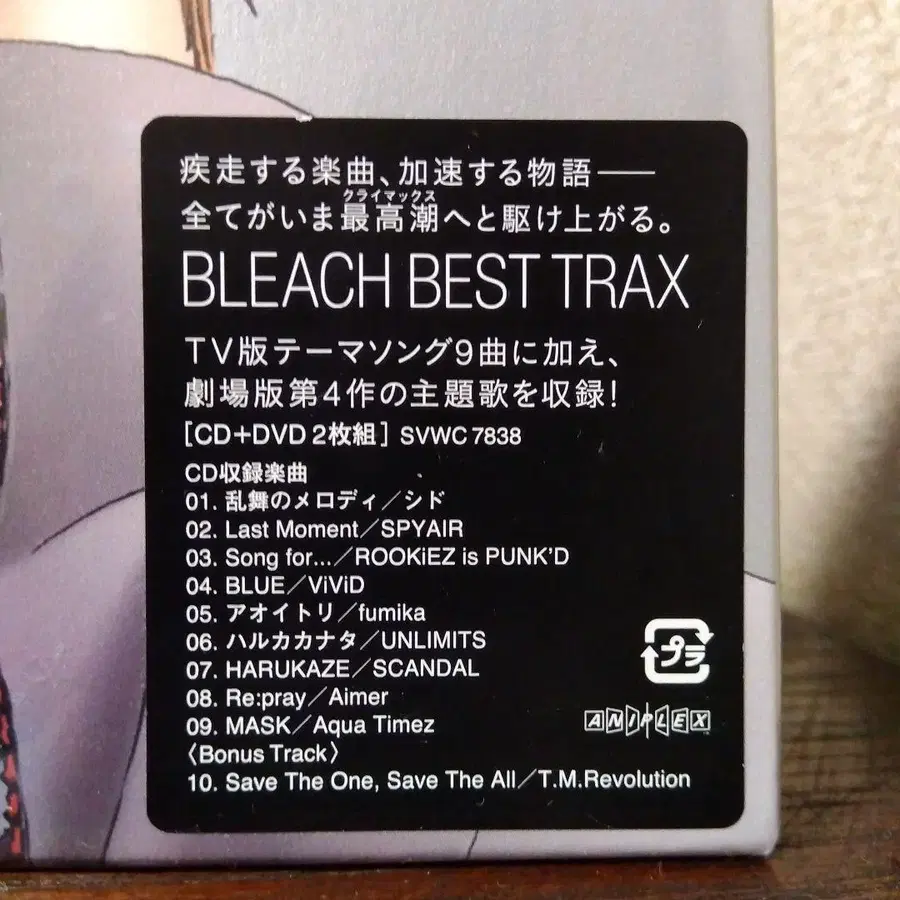 疾走する楽曲、加速する物語──
クライマックス
全てがいま最高潮へと駆け上がる。
BLEACH BEST TRAX
TV版テーマソング9曲に加え、
劇場版第4作の主題歌を収録!
[CD+DVD 2枚組] SVWC 7838
CD収録楽曲
01. 乱舞のメロディ/シド
02. Last Moment/SPYAIR
03. Song for.../ROOKiEZ is PUNK'D
04. BLUE/ViViD
05. アオイトリ/fumika
06. ハルカカナタ/UNLIMITS
07. HARUKAZE/SCANDAL
08. Re:pray/Aimer
09. MASK/Aqua Timez
〈Bonus Track〉
10. Save The One, Save The All/T.M.Revolution
プラ
ANIPLEX